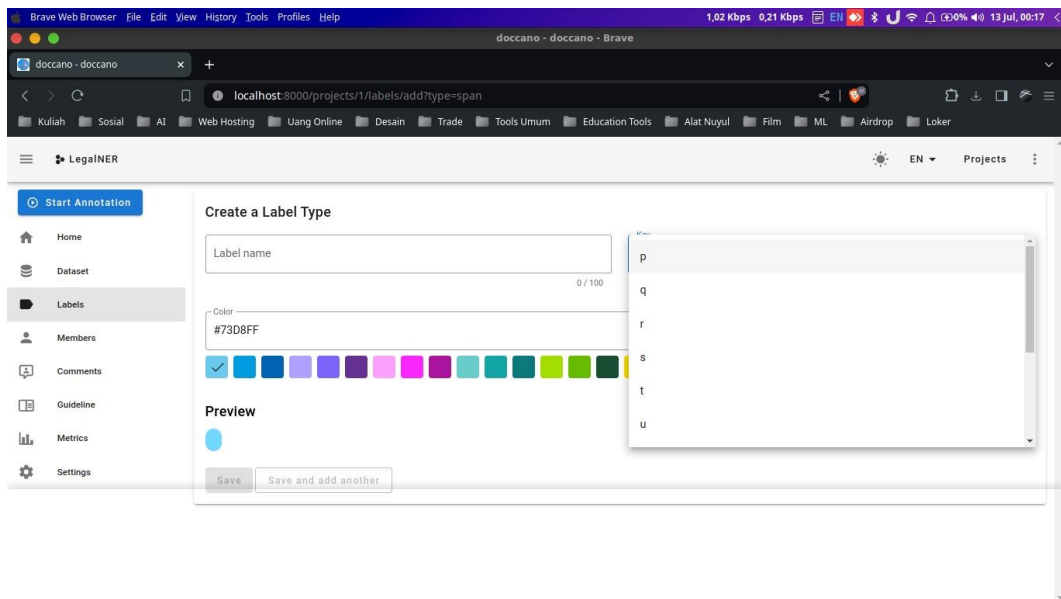 Brave Web Browser File Edit View History Tools Profiles Help 1,02 Kbps 0,21 Kbps EN 0% 13 Jul, 00:17
doccano - doccano - Brave
doccano - doccano
localhost:8000/projects/1/labels/add?type=span
Kuliah Sosial AI Web Hosting Uang Online Desain Trade Tools Umum Education Tools Alat Nuyul Film ML Airdrop Loker
LegalNER EN Projects
Start Annotation
Home
Dataset
Labels
Members
Comments
Guideline
Metrics
Settings
Create a Label Type
Label name
0 / 100
Key
p
q
r
s
t
u
Color
#73D8FF
Preview
Save Save and add another